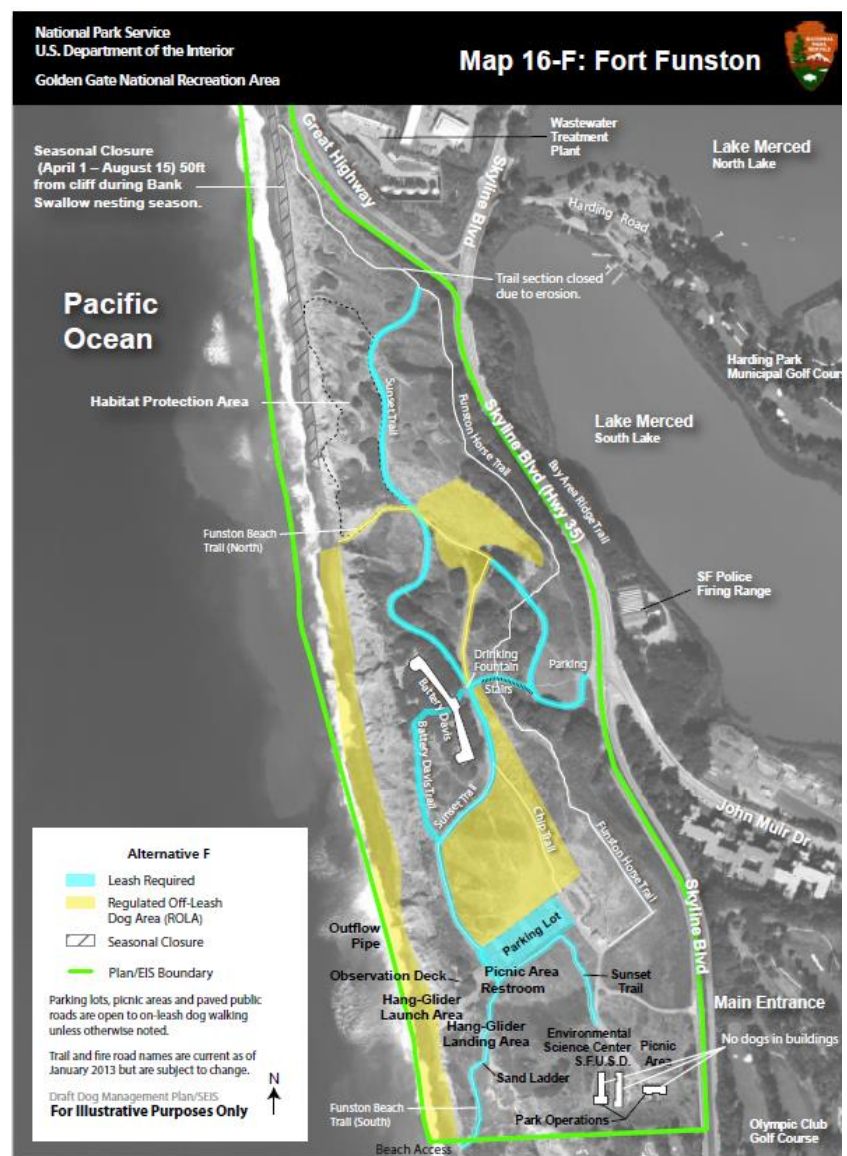 National Park Service
U.S. Department of the Interior
Golden Gate National Recreation Area
Map 16-F: Fort Funston
NATIONAL
PARK
SERVICE
Seasonal Closure
(April 1 – August 15) 50ft
from cliff during Bank
Swallow nesting season.
Great Highway
Wastewater
Treatment
Plant
Skyline Blvd
Lake Merced
North Lake
Harding Road
Trail section closed
due to erosion.
Pacific
Ocean
Harding Park
Municipal Golf Cours
Habitat Protection Area
Sunset Trail
Funston Horse Trail
Skyline Blvd (Hwy 35)
Lake Merced
South Lake
Bay Area Ridge Trail
Funston Beach
Trail (North)
SF Police
Firing Range
Drinking
Fountain
Parking
Stairs
Battery Davis
Battery Davis Trail
Sunset Trail
Chip Trail
Funston Horse Trail
John Muir Dr
Skyline Blvd
Parking Lot
Outflow
Pipe
Observation Deck
Picnic Area
Restroom
Sunset
Trail
Hang-Glider
Launch Area
Main Entrance
Hang-Glider
Landing Area
Environmental
Science Center
S.F.U.S.D.
Picnic
Area
No dogs in buildings
Sand Ladder
Funston Beach
Trail (South)
Park Operations
Beach Access
Olympic Club
Golf Course
Alternative F
Leash Required
Regulated Off-Leash
Dog Area (ROLA)
Seasonal Closure
Plan/EIS Boundary
Parking lots, picnic areas and paved public
roads are open to on-leash dog walking
unless otherwise noted.
Trail and fire road names are current as of
January 2013 but are subject to change.
N
Draft Dog Management Plan/SEIS
For Illustrative Purposes Only